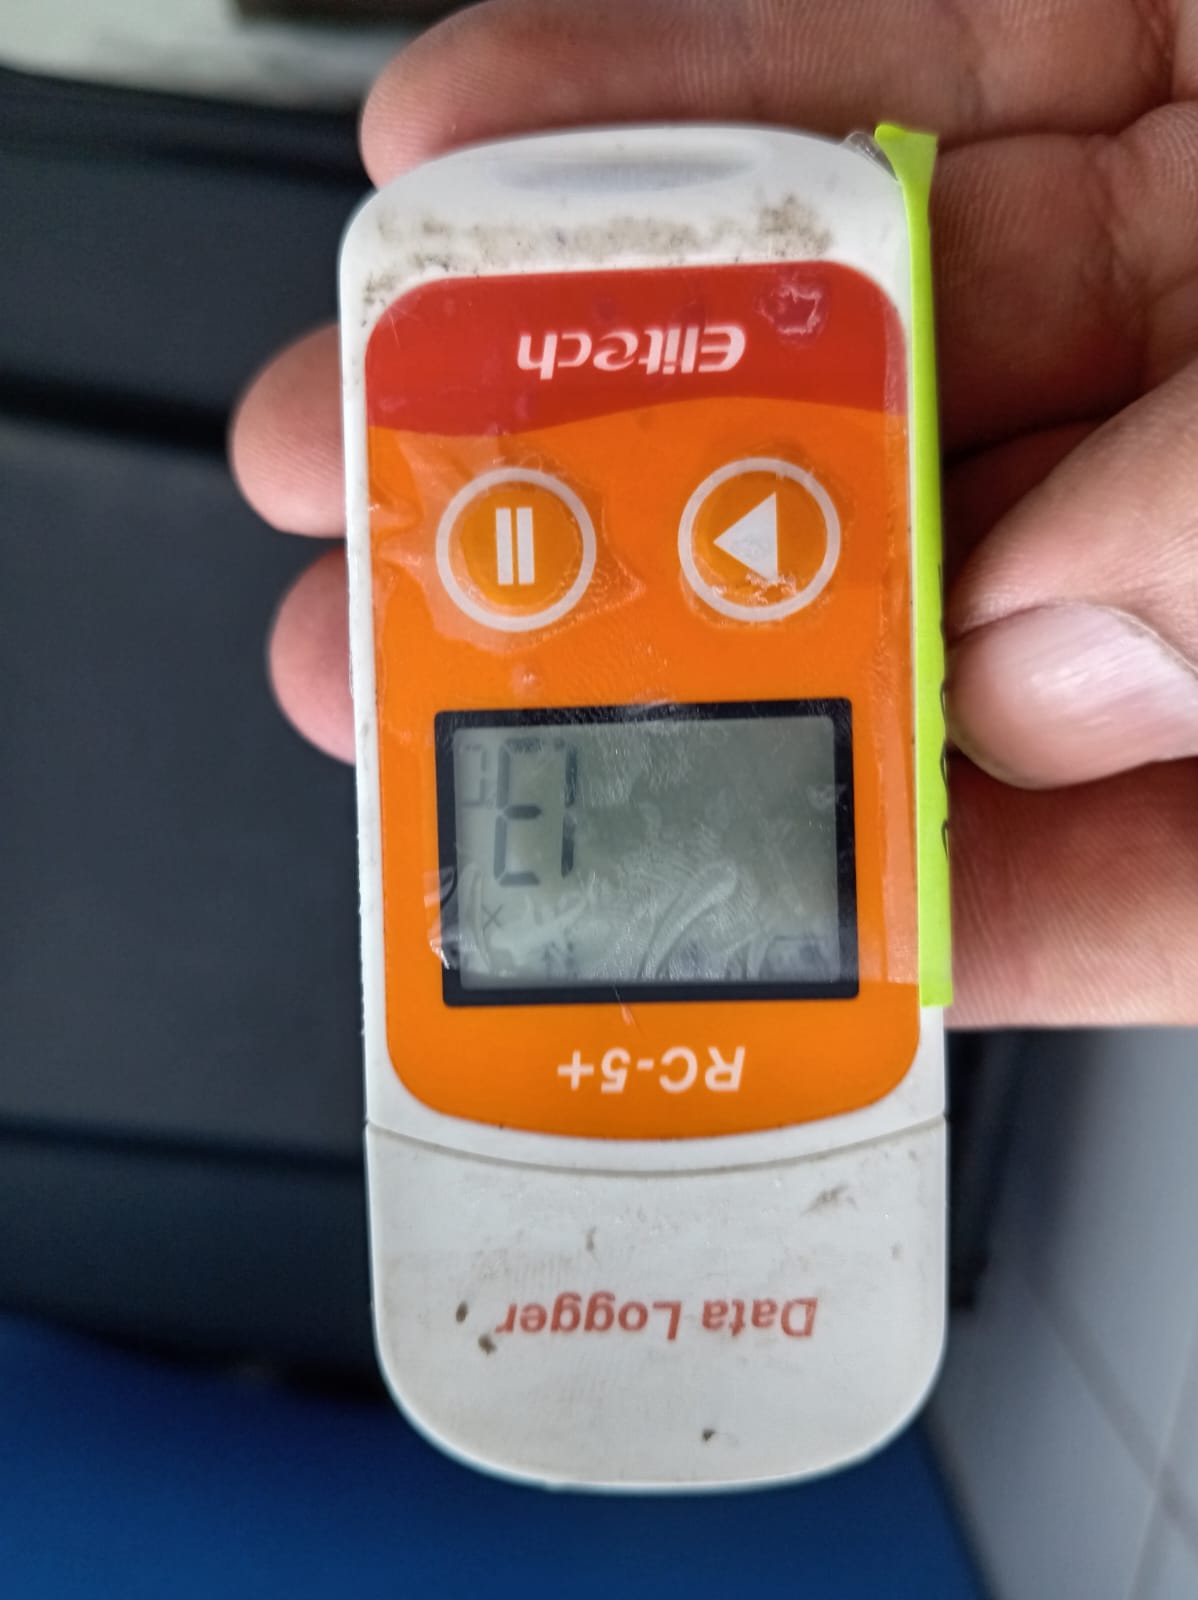 Data Logger
RC-5+
Elitech